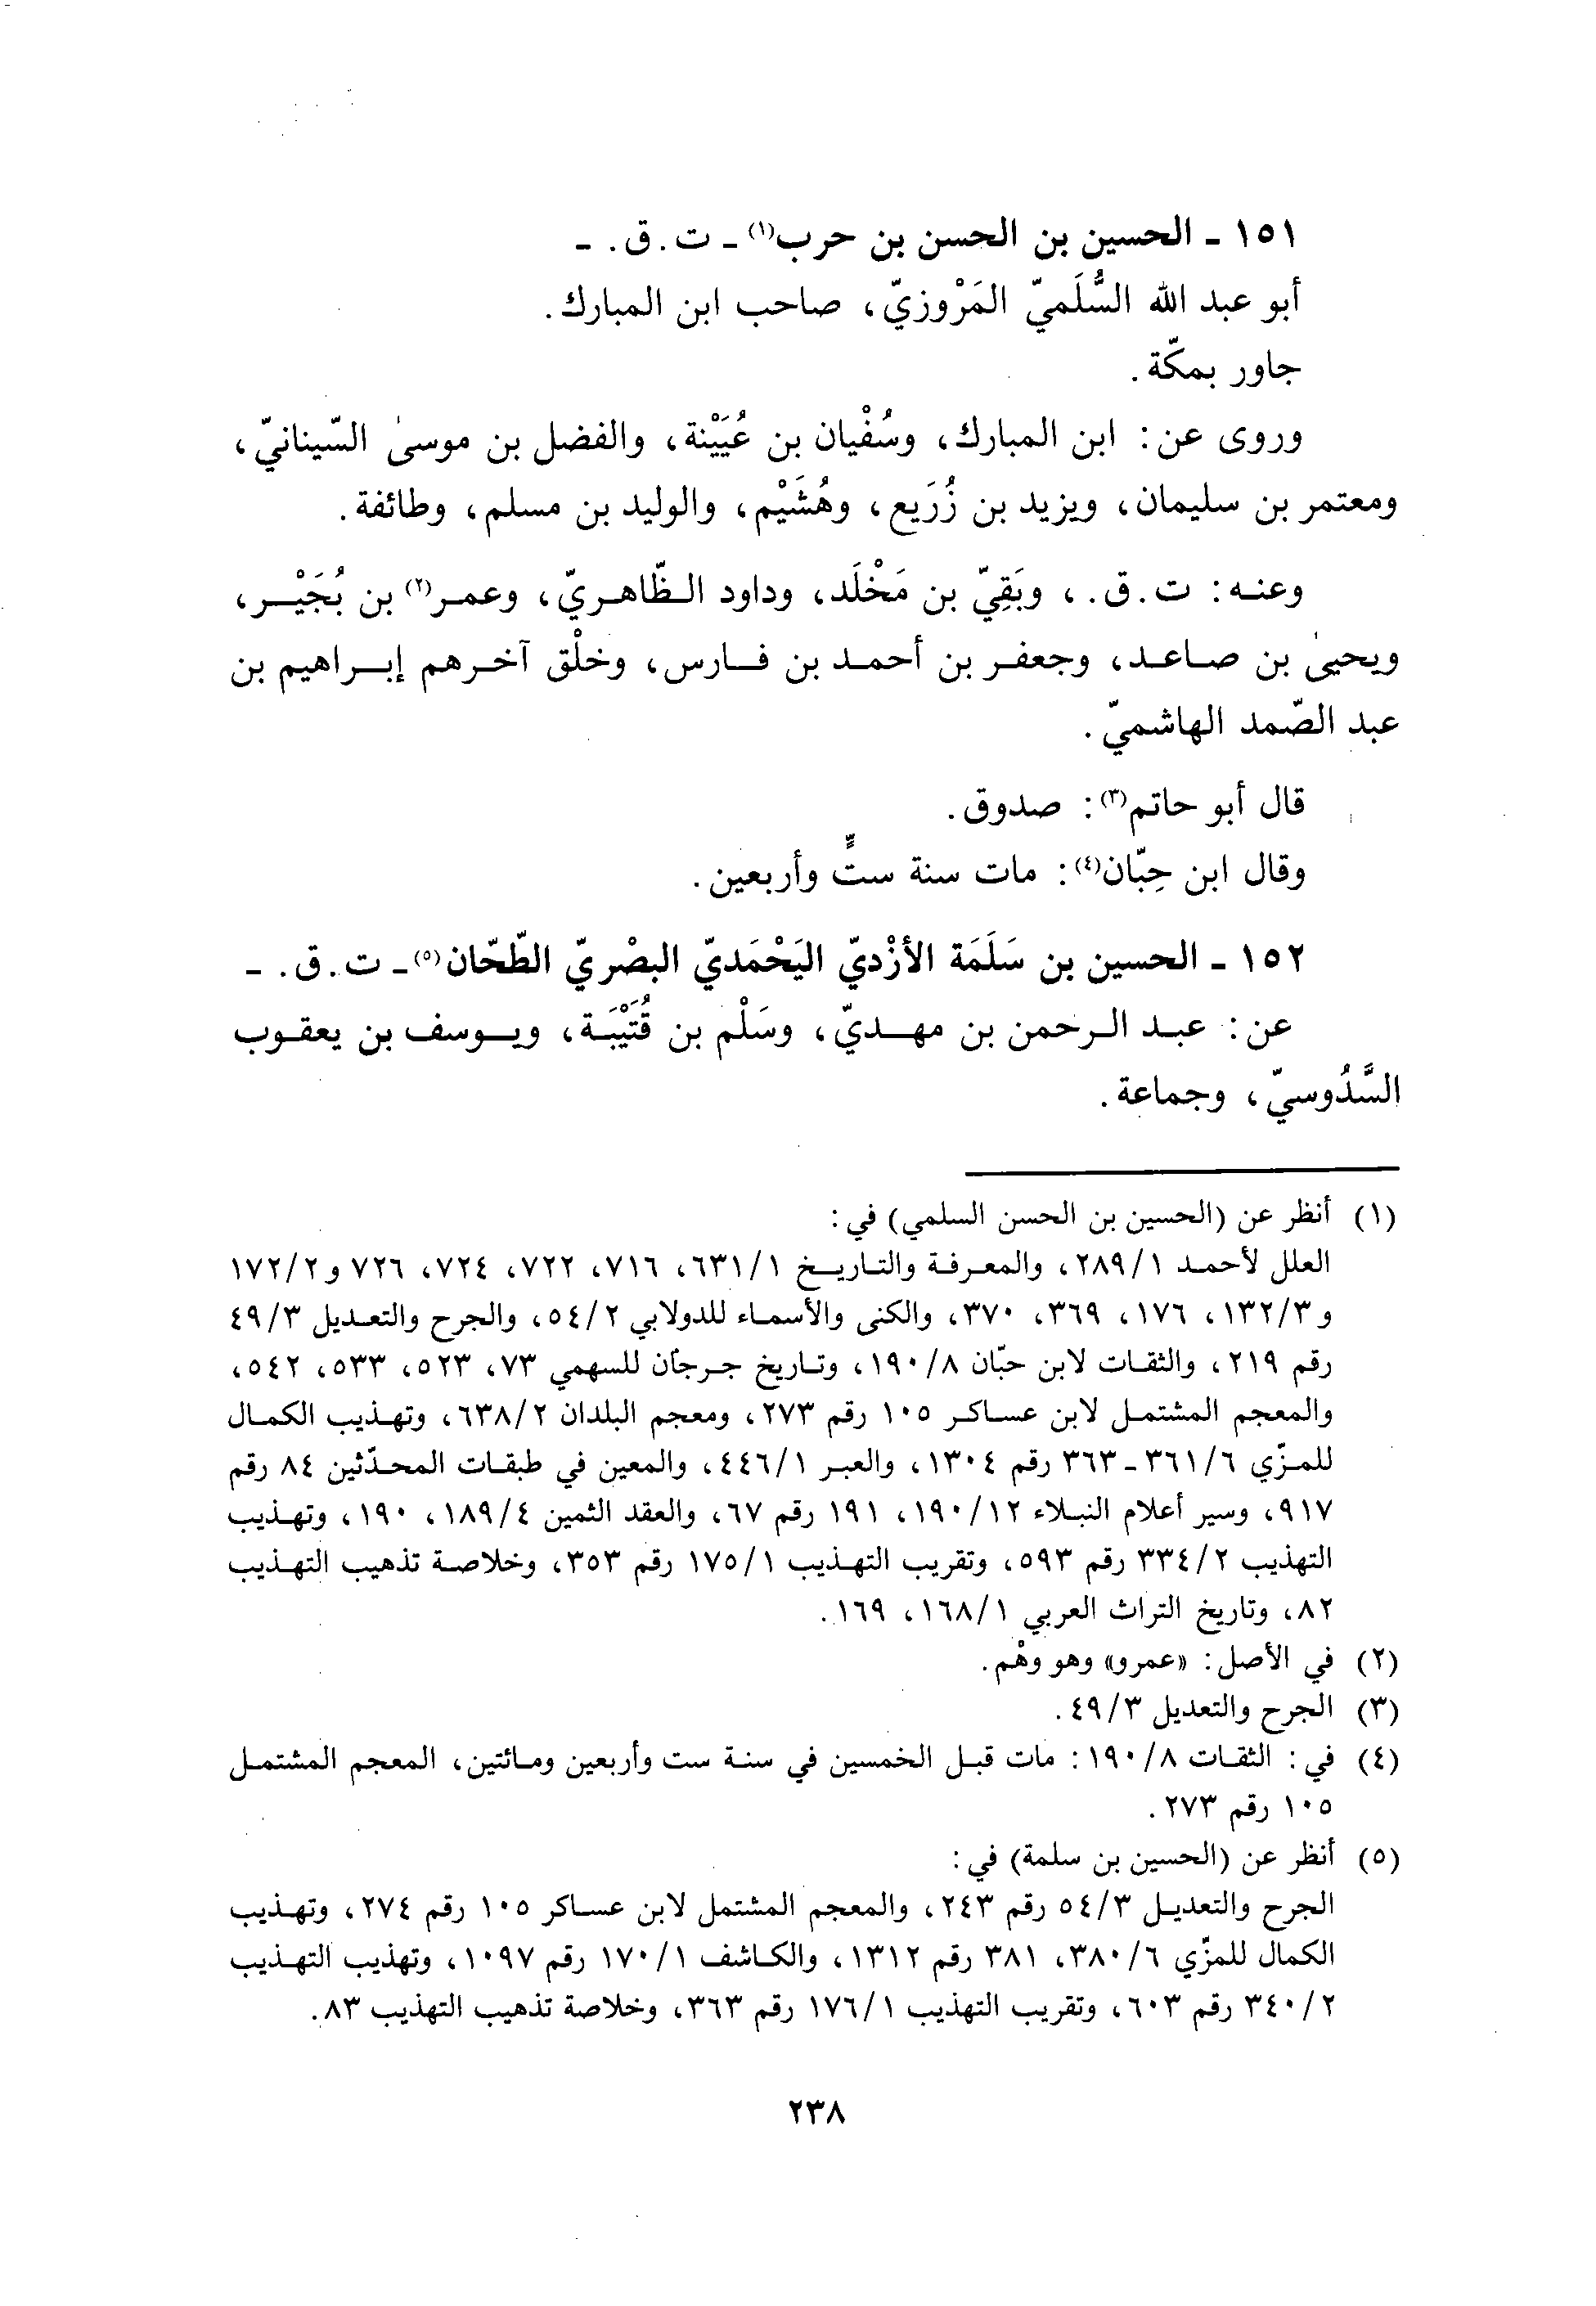 ١٥١ - الحسين بن الحسن بن حرب(١) - ت. ق. -
أبو عبد الله السُّلَميّ المَرْوزيّ، صاحب ابن المبارك.
جاور بمكّة.
وروى عن: ابن المبارك، وسُفْيان بن عُيَيْنة، والفضل بن موسىٰ السّينانيّ،
ومعتمر بن سليمان، ويزيد بن زُرَيع، وهُشَيْم، والوليد بن مسلم، وطائفة.
وعنه: ت. ق.، وبَقِيّ بن مَخْلَد، وداود الظّاهريّ، وعمر(٢) بن بُجَيْر،
ويحيىٰ بن صاعد، وجعفر بن أحمد بن فارس، وخلْق آخرهم إبراهيم بن
عبد الصّمد الهاشميّ.
قال أبو حاتم(٣): صدوق.
وقال ابن حِبّان(٤): مات سنة ستٍّ وأربعين.
١٥٢ - الحسين بن سَلَمَة الأزْديّ اليَحْمَديّ البصْريّ الطّحّان(٥) - ت. ق. -
عن: عبد الرحمن بن مهديّ، وسَلْم بن قُتَيْبَة، ويوسف بن يعقوب
السَّدُوسيّ، وجماعة.
(١) أنظر عن (الحسين بن الحسن السلمي) في:
العلل لأحمد ٢٨٩/١، والمعرفة والتاريخ ٦٣١/١، ٧١٦، ٧٢٢، ٧٢٤، ٧٢٦ و١٧٢/٢
و١٣٢/٣، ١٧٦، ٣٦٩، ٣٧٠، والكنى والأسماء للدولابي ٥٤/٢، والجرح والتعديل ٤٩/٣
رقم ٢١٩، والثقات لابن حبّان ١٩٠/٨، وتاريخ جرجان للسهمي ٧٣، ٥٢٣، ٥٣٣، ٥٤٢،
والمعجم المشتمل لابن عساكر ١٠٥ رقم ٢٧٣، ومعجم البلدان ٦٣٨/٢، وتهذيب الكمال
للمزّي ٣٦١/٦ - ٣٦٣ رقم ١٣٠٤، والعبر ٤٤٦/١، والمعين في طبقات المحدّثين ٨٤ رقم
٩١٧، وسير أعلام النبلاء ١٩٠/١٢، ١٩١ رقم ٦٧، والعقد الثمين ١٨٩/٤، ١٩٠، وتهذيب
التهذيب ٣٣٤/٢ رقم ٥٩٣، وتقريب التهذيب ١٧٥/١ رقم ٣٥٣، وخلاصة تذهيب التهذيب
٨٢، وتاريخ التراث العربي ١٦٨/١، ١٦٩.
(٢) في الأصل: «عمرو» وهو وهْم.
(٣) الجرح والتعديل ٤٩/٣.
(٤) في: الثقات ١٩٠/٨: مات قبل الخمسين في سنة ست وأربعين ومائتين، المعجم المشتمل
١٠٥ رقم ٢٧٣.
(٥) أنظر عن (الحسين بن سلمة) في:
الجرح والتعديل ٥٤/٣ رقم ٢٤٣، والمعجم المشتمل لابن عساكر ١٠٥ رقم ٢٧٤، وتهذيب
الكمال للمزّي ٣٨٠/٦، ٣٨١ رقم ١٣١٢، والكاشف ١٧٠/١ رقم ١٠٩٧، وتهذيب التهذيب
٣٤٠/٢ رقم ٦٠٣، وتقريب التهذيب ١٧٦/١ رقم ٣٦٣، وخلاصة تذهيب التهذيب ٨٣.
٢٣٨